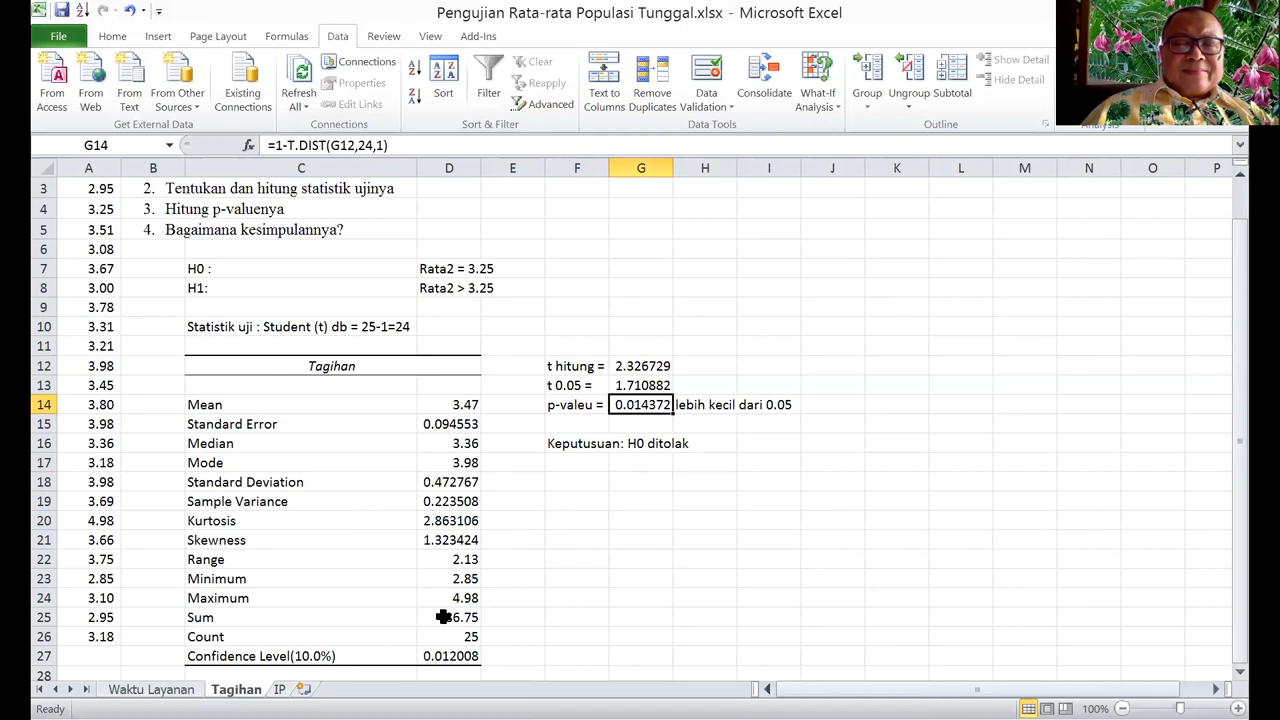 Pengujian Rata-rata Populasi Tunggal.xlsx - Microsoft Excel
File Home Insert Page Layout Formulas Data Review View Add-Ins
From Access
From Web
From Text
From Other Sources
Existing Connections
Get External Data
Refresh All
Connections
Properties
Edit Links
Connections
Sort
Filter
Clear
Reapply
Advanced
Sort & Filter
Text to Columns
Remove Duplicates
Data Validation
Consolidate
What-If Analysis
Data Tools
Group
Ungroup
Subtotal
Show Detail
Hide Detail
Outline
G14 fx =1-T.DIST(G12,24,1)
A B C D E F G H I J K L M N O P
3 2.95 2. Tentukan dan hitung statistik ujinya
4 3.25 3. Hitung p-valuenya
5 3.51 4. Bagaimana kesimpulannya?
6 3.08
7 3.67 H0 : Rata2 = 3.25
8 3.00 H1: Rata2 > 3.25
9 3.78
10 3.31 Statistik uji : Student (t) db = 25-1=24
11 3.21
12 3.98 Tagihan t hitung = 2.326729
13 3.45 t 0.05 = 1.710882
14 3.80 Mean 3.47 p-valeu = 0.014372 lebih kecil dari 0.05
15 3.98 Standard Error 0.094553
16 3.36 Median 3.36 Keputusuan: H0 ditolak
17 3.18 Mode 3.98
18 3.98 Standard Deviation 0.472767
19 3.69 Sample Variance 0.223508
20 4.98 Kurtosis 2.863106
21 3.66 Skewness 1.323424
22 3.75 Range 2.13
23 2.85 Minimum 2.85
24 3.10 Maximum 4.98
25 2.95 Sum 6.75
26 3.18 Count 25
27 Confidence Level(10.0%) 0.012008
28
Waktu Layanan Tagihan IP
Ready 100%